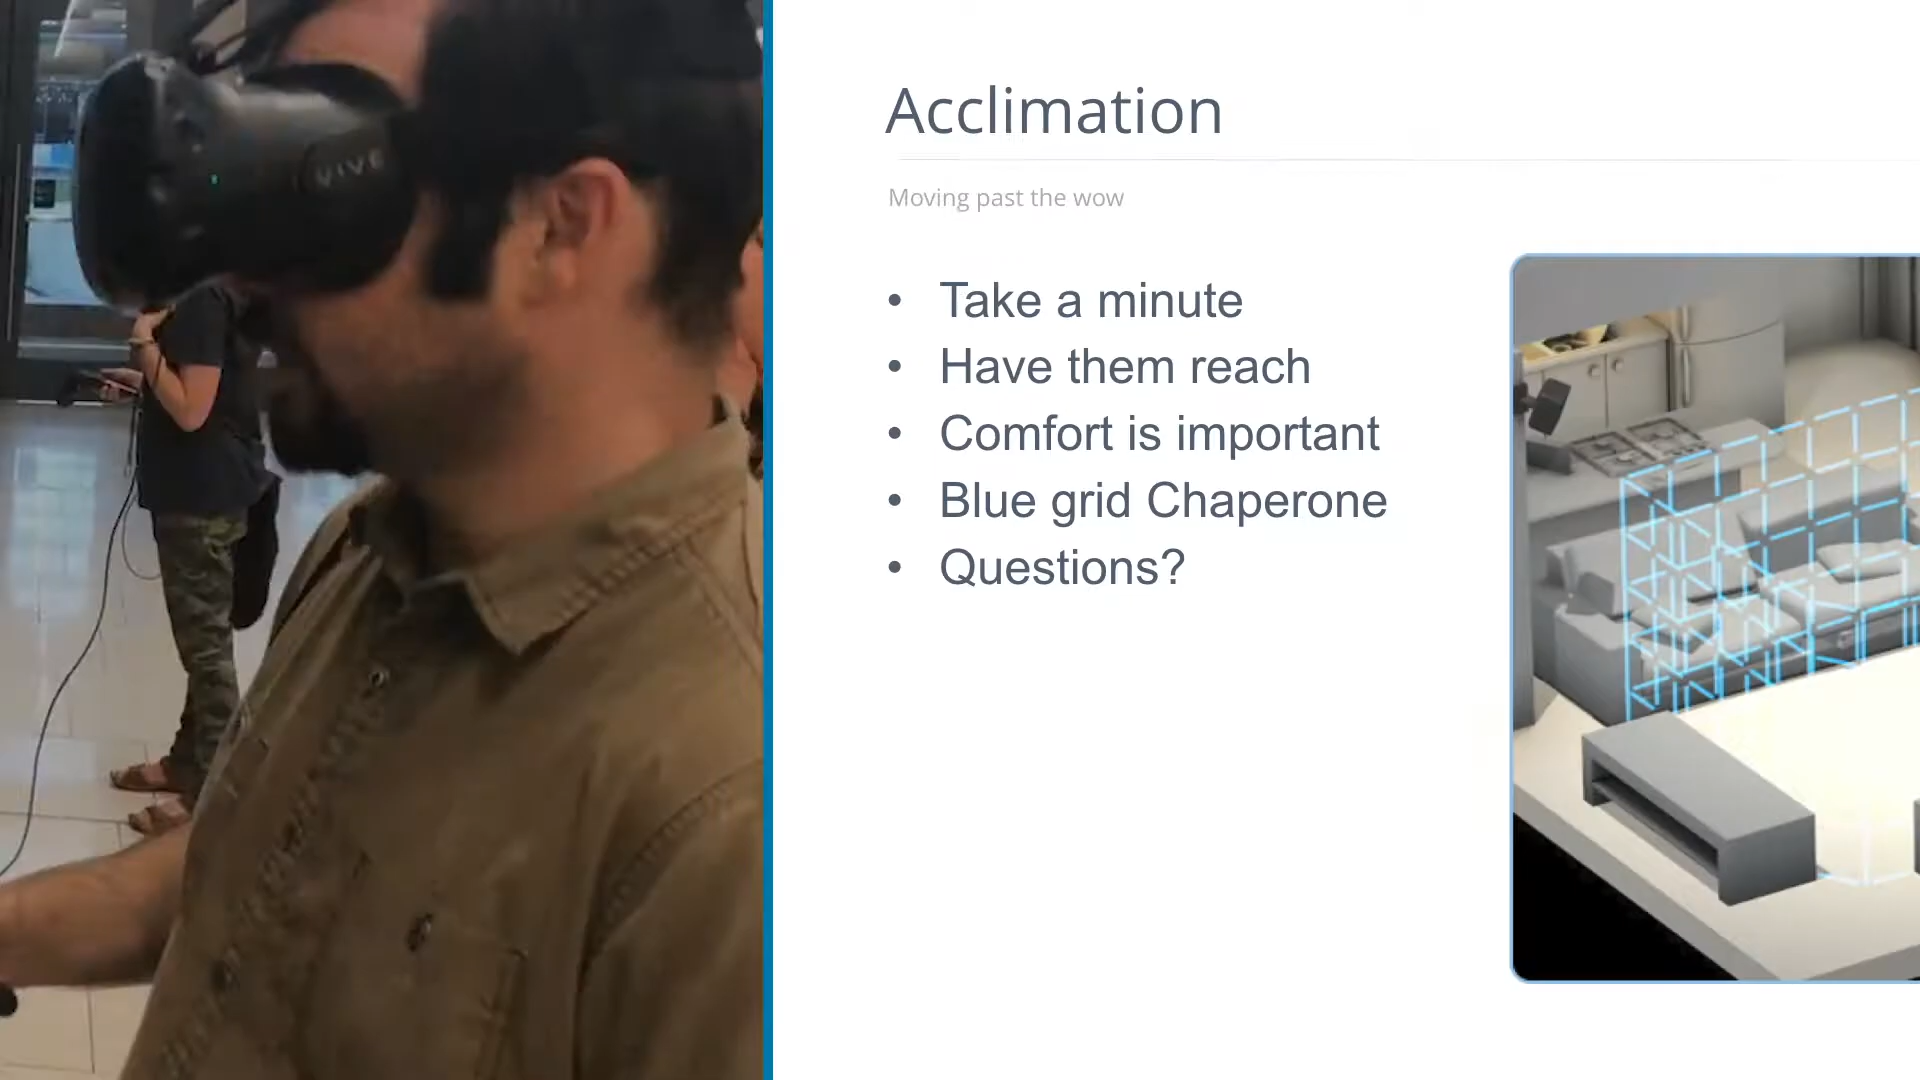 VIVE
Acclimation
Moving past the wow
• Take a minute
• Have them reach
• Comfort is important
• Blue grid Chaperone
• Questions?